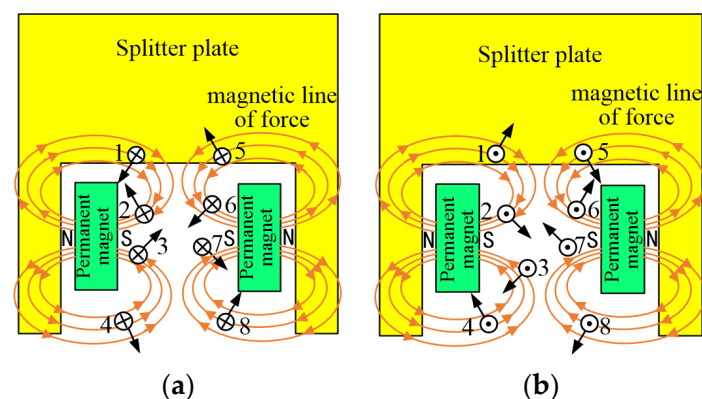 Splitter plate
magnetic line
of force
1
5
2
6
N
Permanent
magnet
S
3
7
S
Permanent
magnet
N
4
8
(a)
Splitter plate
magnetic line
of force
1
5
2
6
N
Permanent
magnet
S
3
7
S
Permanent
magnet
N
4
8
(b)